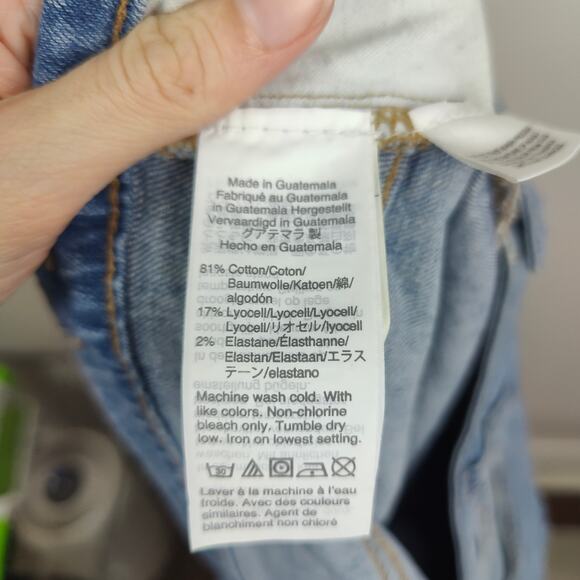 Made in Guatemala
Fabriqué au Guatemala
in Guatemala Hergestellt
Vervaardigd in Guatemala
グアテマラ 製
Hecho en Guatemala
81% Cotton/Coton/
Baumwolle/Katoen/綿/
algodón
17% Lyocell/Lyocell/Lyocell/
Lyocell/リオセル/lyocell
2% Elastane/Élasthanne/
Elastan/Elastaan/エラス
テーン/elastano
Machine wash cold. With
like colors. Non-chlorine
bleach only. Tumble dry
low. Iron on lowest setting.
30
Laver à la machine à l'eau
froide. Avec des couleurs
similaires. Agent de
blanchiment non chloré